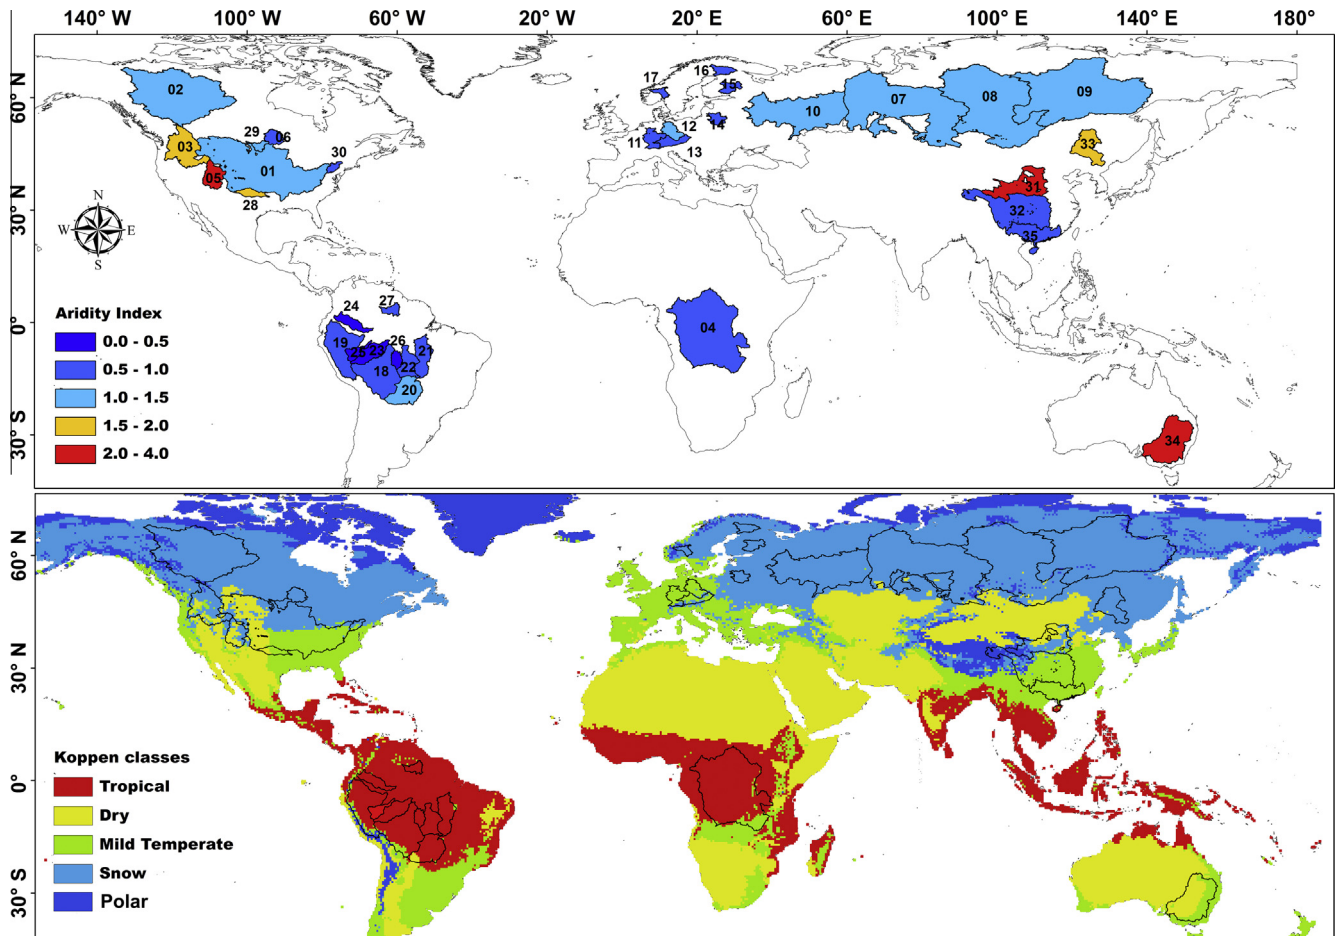 140° W 100° W 60° W 20° W 20° E 60° E 100° E 140° E 180°
60° N
30° N
0°
30° S
02
03
05
29
06
30
01
28
17
16
15
14
12
11
13
10
07
08
09
33
31
32
35
04
34
24
27
19
25
23
26
21
22
18
20
N
W
E
S
Aridity Index
0.0 - 0.5
0.5 - 1.0
1.0 - 1.5
1.5 - 2.0
2.0 - 4.0
60° N
30° N
0°
30° S
Koppen classes
Tropical
Dry
Mild Temperate
Snow
Polar